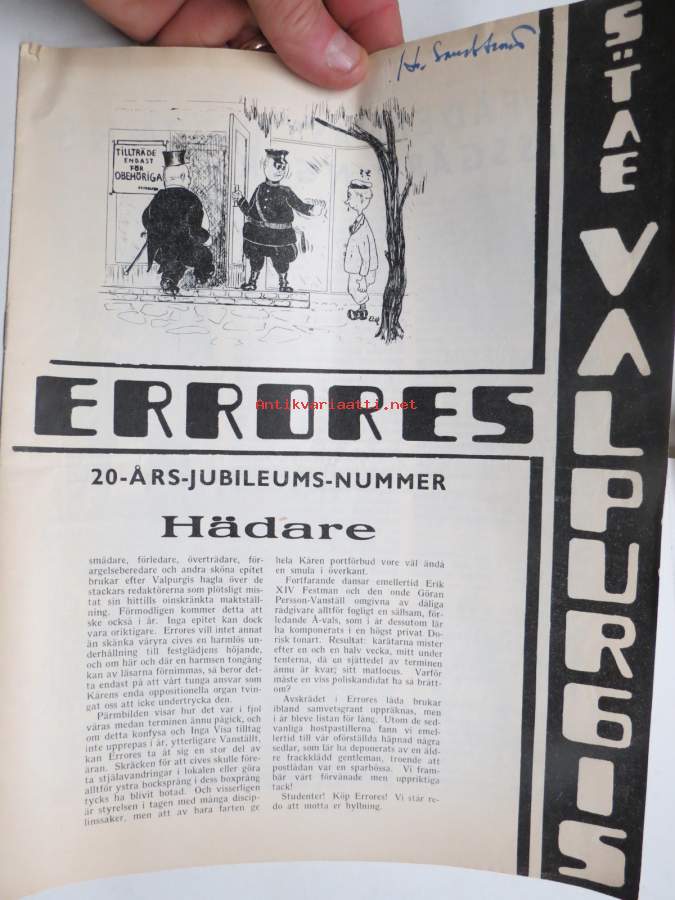 TILLTRÄDE
ENDAST
FÖR
OBEHÖRIGA
STAE VALPURGIS
ERRORES
Antikvariaatti.net
20-ÅRS-JUBILEUMS-NUMMER
Hädare
smädare, förledare, överträdare, för-
argelseberedare och andra sköna epitet
brukar efter Valpurgis hagla över de
stackars redaktörerna som plötsligt mis-
tat sin hittills oinskränkta maktställ-
ning. Förmodligen kommer detta att
ske också i år. Inga epitet kan dock
vara oriktigare. Errores vill intet annat
än skänka våryra cives en harmlös un-
derhållning till festglädjens höjande,
och om här och där en harmsen tongång
kan av läsarna förnimmas, så beror det-
ta endast på att vårt tunga ansvar som
Kårens enda oppositionella organ tvin-
gat oss att icke undertrycka den.
Pärmbilden visar hur det var i fjol
våras medan terminen ännu pågick, och
om detta konfysa och Inga Visa tilltag
inte upprepas i år, ytterligare Vanställt,
kan Errores ta åt sig en stor del av
äran. Skräcken för att cives skulle före-
ta stjälavandringar i lokalen eller göra
alltför ystra bocksprång i dess boxsprång
tycks ha blivit botad. Och visserligen
är styrelsen i tagen med många discip-
linssaker, men att av bara farten ge
hela Kåren portförbud vore väl ändå
en smula i överkant.
Fortfarande dansar emellertid Erik
XIV Festman och den onde Göran
Persson-Vanställ omgivna av dåliga
rådgivare alltför fogligt en sällsam, för-
ledande Å-vals, som i år dessutom lär
ha komponerats i en högst privat Do-
risk tonart. Resultat: karäfarna mister
efter en och en halv vecka, mitt under
tenterna, då en sjättedel av terminen
ännu är kvar; sitt matlocus. Varför
måste en viss poliskandidat ha så brått-
om?
Avskrädet i Errores låda brukar
ibland samvetsgrant uppräknas, men
i år bleve listan för lång. Utom de sed-
vanliga hostpastillerna fann vi emel-
lertid till vår oförställda häpnad några
sedlar, som lär ha deponerats av en äld-
re frackklädd gentleman, troende att
postlådan var en sparbössa. Vi fram-
bär vårt förvånade men uppriktiga
tack!
Studenter! Köp Errores! Vi står re-
do att motta er hyllning.